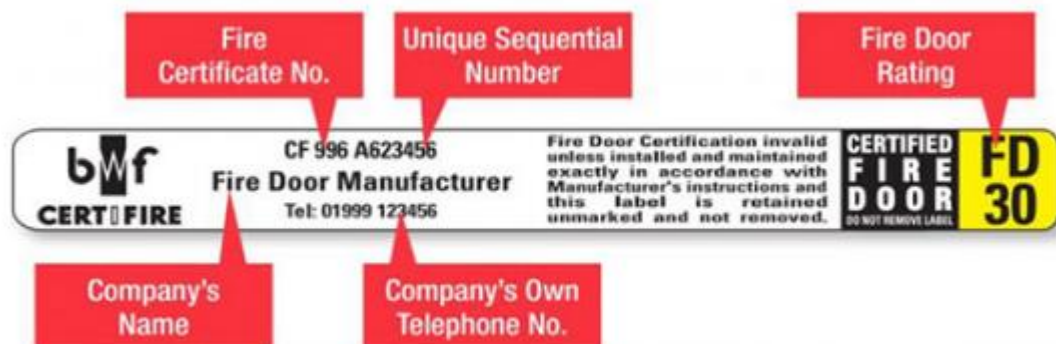 Fire
Certificate No.
Unique Sequential
Number
Fire Door
Rating
bwf
CERTIFIRE
CF 996 A623456
Fire Door Manufacturer
Tel: 01999 123456
Fire Door Certification invalid
unless installed and maintained
exactly in accordance with
Manufacturer's instructions and
this label is retained
unmarked and not removed.
CERTIFIED
FIRE
DOOR
DO NOT REMOVE LABEL
FD
30
Company's
Name
Company's Own
Telephone No.